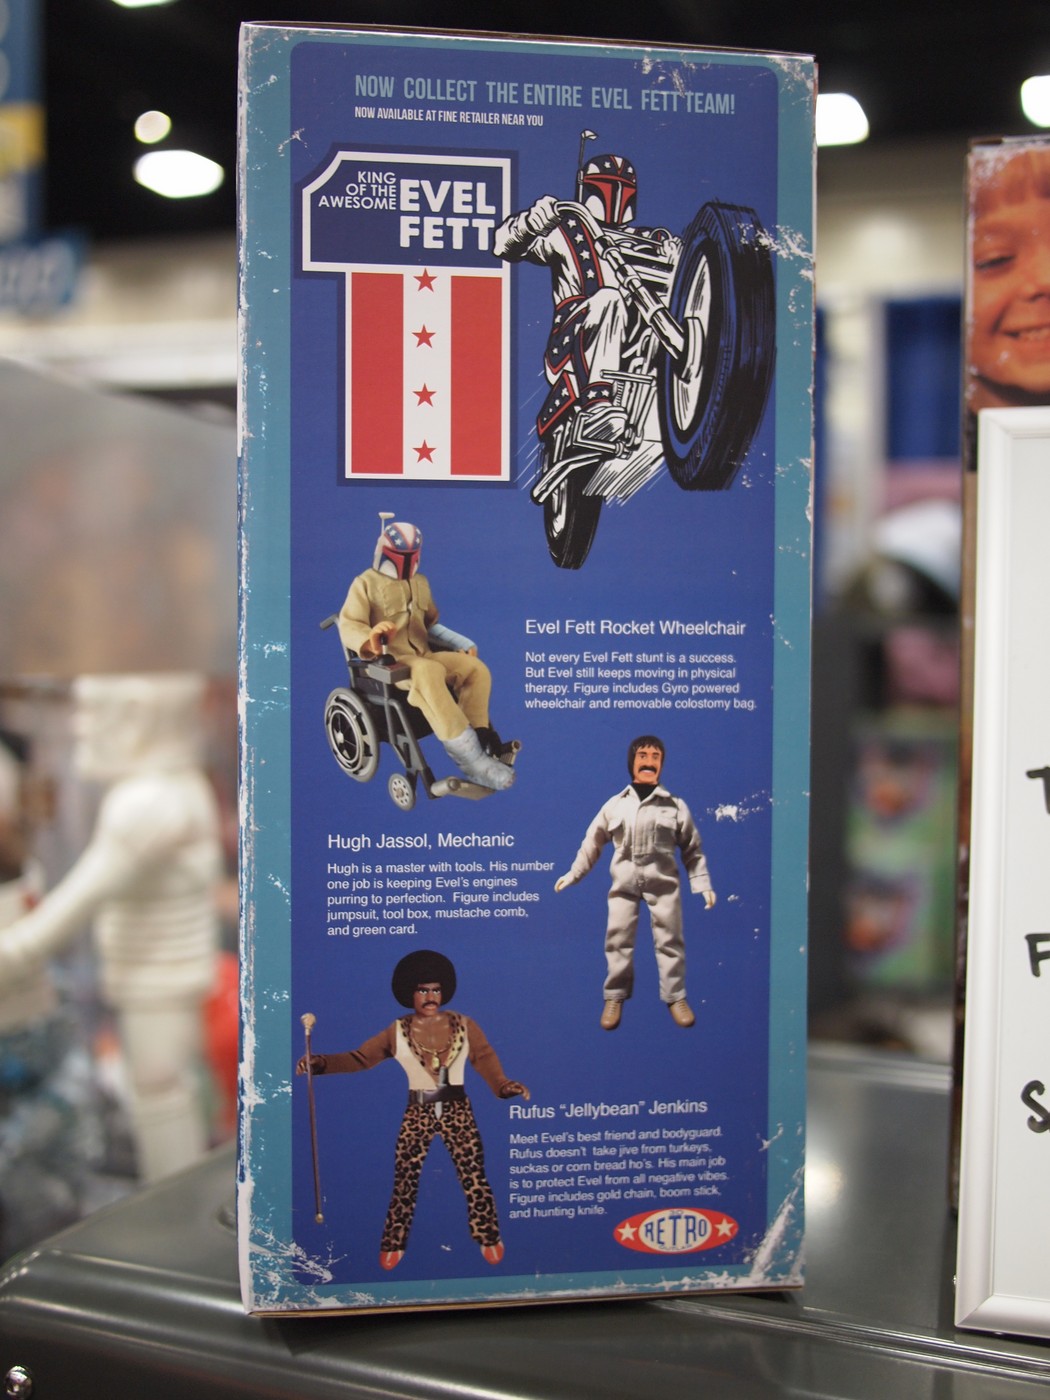 NOW COLLECT THE ENTIRE EVEL FETT TEAM!
NOW AVAILABLE AT FINE RETAILER NEAR YOU
KING
OF THE
AWESOME
EVEL
FETT
Evel Fett Rocket Wheelchair
Not every Evel Fett stunt is a success.
But Evel still keeps moving in physical
therapy. Figure includes Gyro powered
wheelchair and removable colostomy bag.
Hugh Jassol, Mechanic
Hugh is a master with tools. His number
one job is keeping Evel's engines
purring to perfection. Figure includes
jumpsuit, tool box, mustache comb,
and green card.
Rufus "Jellybean" Jenkins
Meet Evel's best friend and bodyguard.
Rufus doesn't take jive from turkeys,
suckas or corn bread ho's. His main job
is to protect Evel from all negative vibes.
Figure includes gold chain, boom stick,
and hunting knife.
RETRO